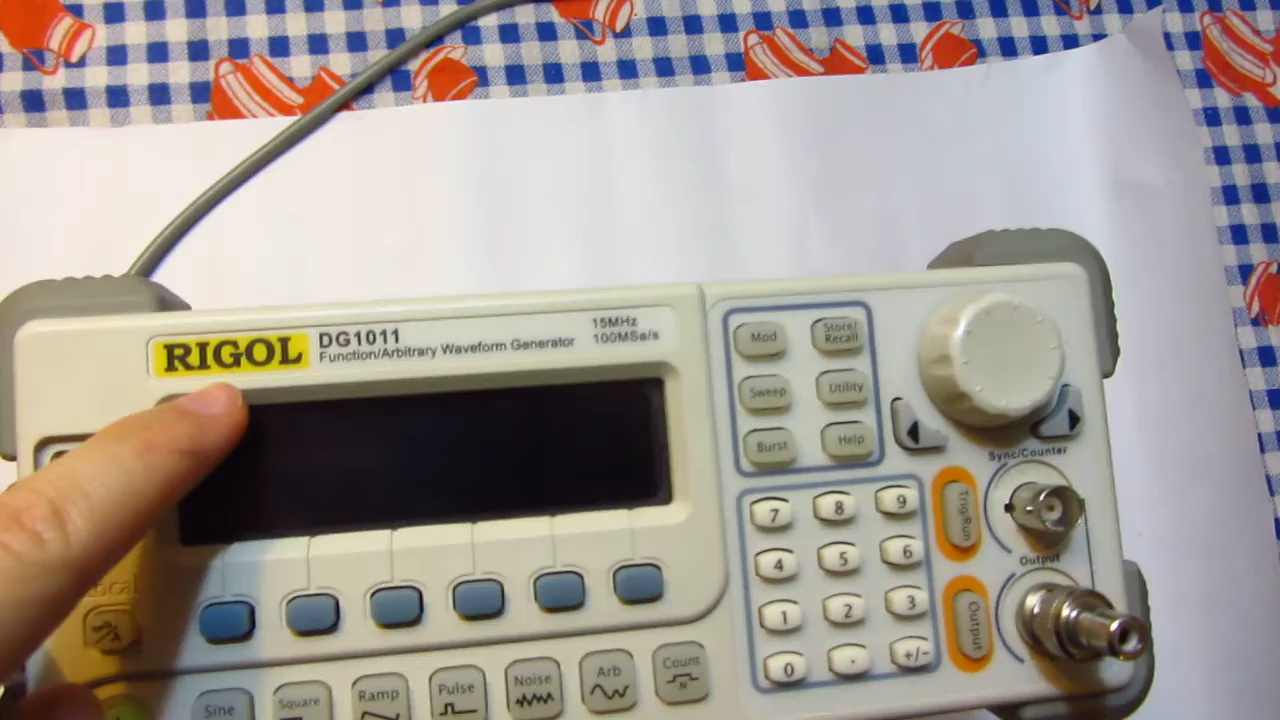 RIGOL DG1011 15MHz
Function/Arbitrary Waveform Generator 100MSa/s
Mod Store/
Recall
Sweep Utility
Burst Help
Sync/Counter
7 8 9
4 5 6
1 2 3
0 . +/-
Trig Run
Output
Output
Local
Sine Square Ramp Pulse Noise Arb Count